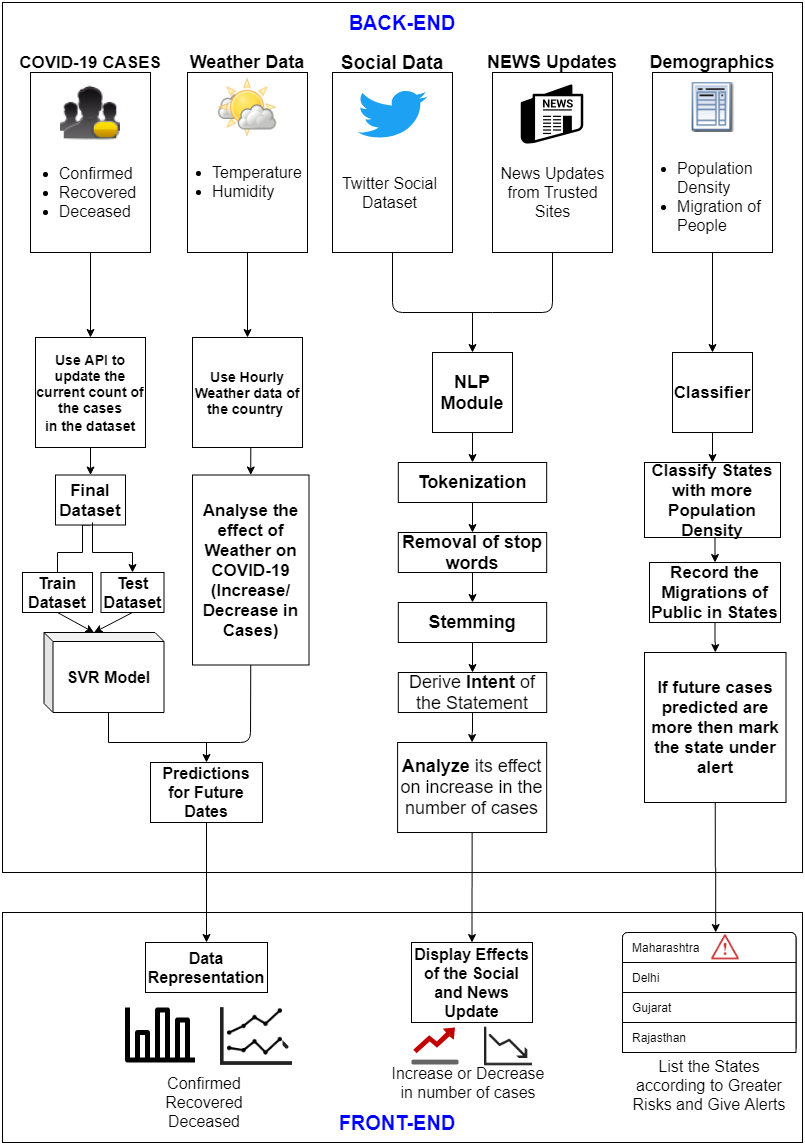 BACK-END
COVID-19 CASES
Confirmed
Recovered
Deceased
Weather Data
Temperature
Humidity
Social Data
Twitter Social
Dataset
NEWS Updates
NEWS
News Updates
from Trusted
Sites
Demographics
Population
Density
Migration of
People
Use API to
update the
current count of
the cases
in the dataset
Final
Dataset
Train
Dataset
Test
Dataset
SVR Model
Use Hourly
Weather data of
the country
Analyse the
effect of
Weather on
COVID-19
(Increase/
Decrease in
Cases)
Predictions
for Future
Dates
NLP
Module
Tokenization
Removal of stop
words
Stemming
Derive Intent of
the Statement
Analyze its effect
on increase in the
number of cases
Classifier
Classify States
with more
Population
Density
Record the
Migrations of
Public in States
If future cases
predicted are
more then mark
the state under
alert
Data
Representation
Confirmed
Recovered
Deceased
Display Effects
of the Social
and News
Update
Increase or Decrease
in number of cases
Maharashtra
Delhi
Gujarat
Rajasthan
List the States
according to Greater
Risks and Give Alerts
FRONT-END